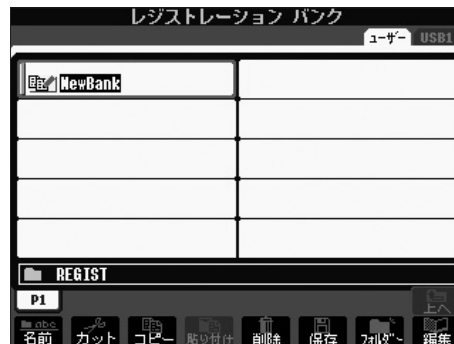 レジストレーション バンク
ユーザー USB1
NewBank
REGIST
P1
上へ
abc
名前 カット コピー 貼り付け 削除 保存 フォルダー 編集